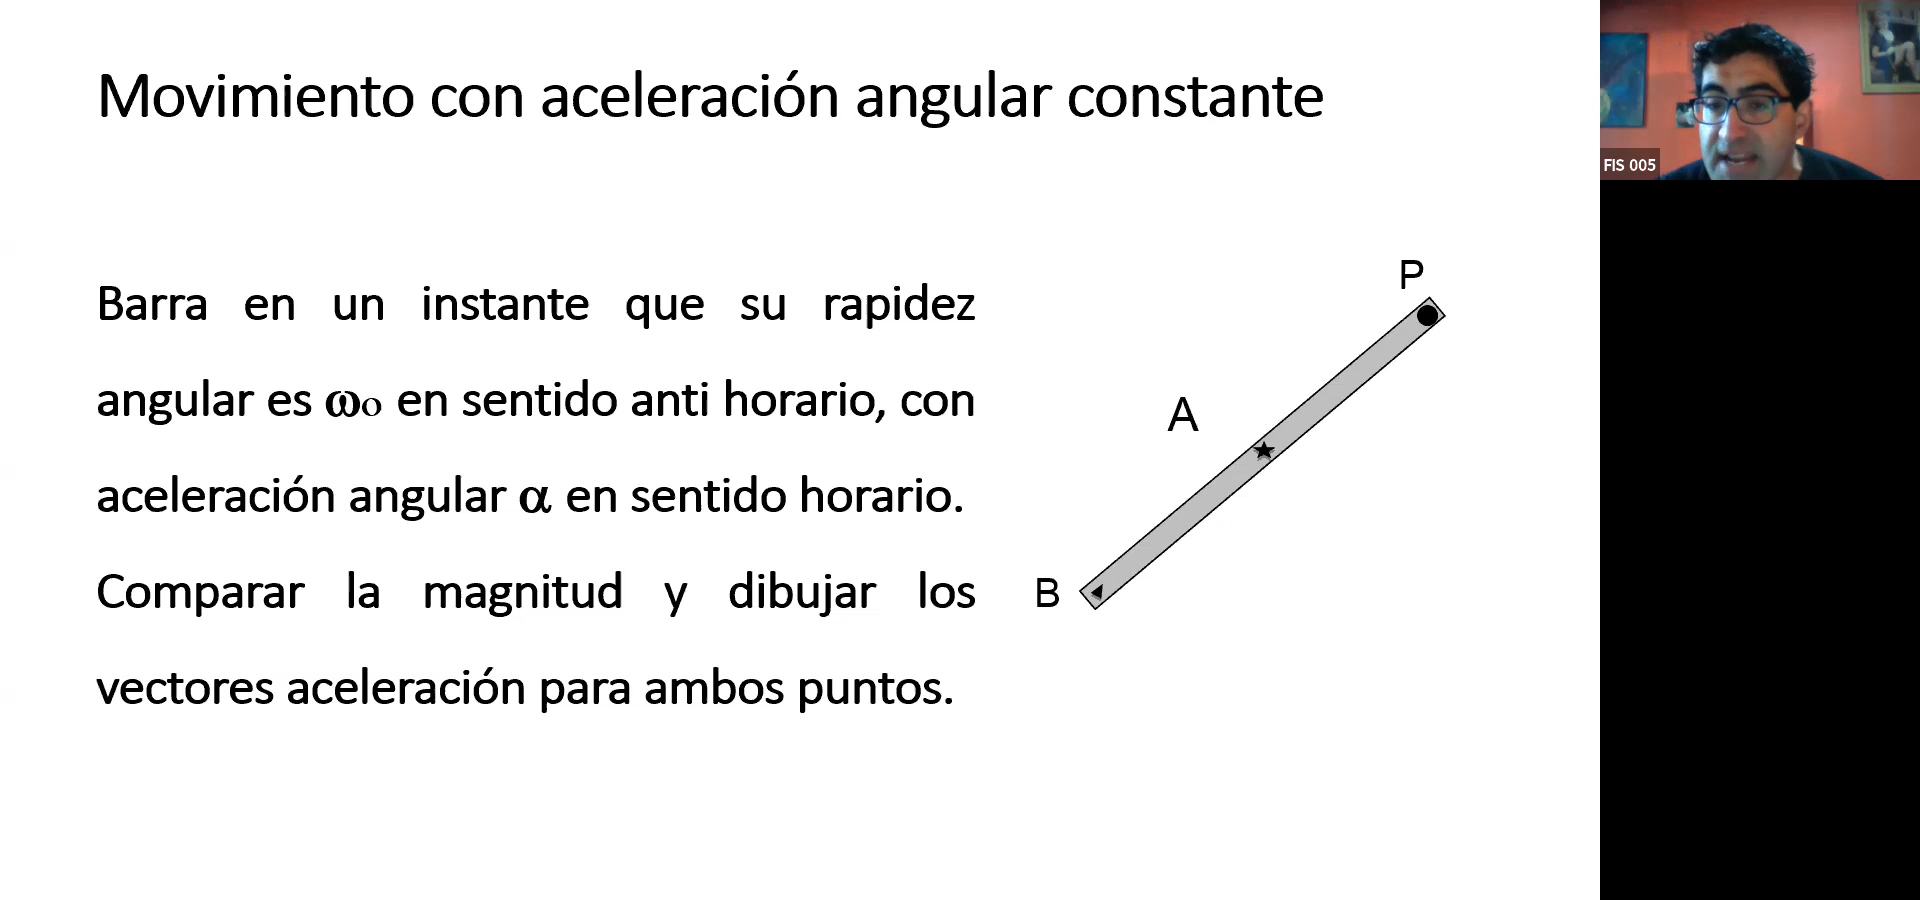 Movimiento con aceleración angular constante
FIS 005
Barra en un instante que su rapidez
angular es ωo en sentido anti horario, con
aceleración angular α en sentido horario.
Comparar la magnitud y dibujar los
vectores aceleración para ambos puntos.
P
A
B